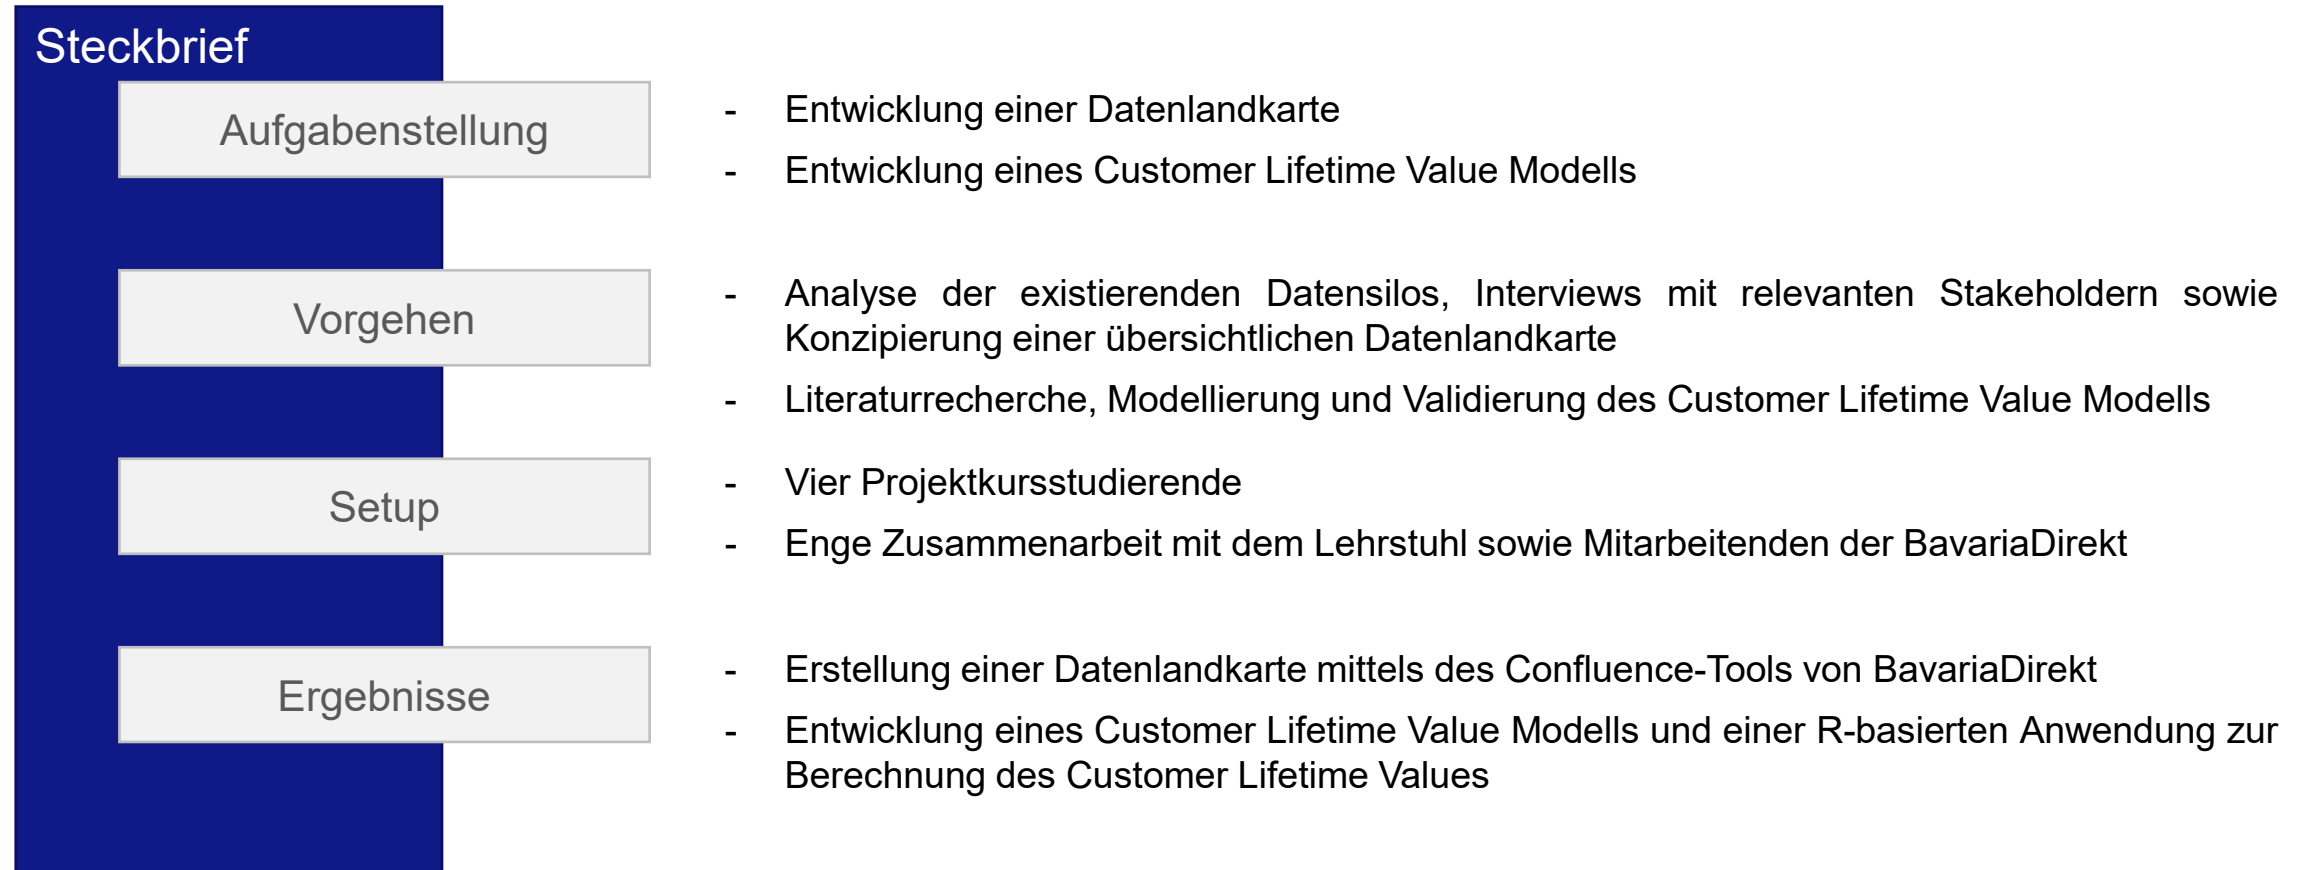 Steckbrief
Aufgabenstellung
- Entwicklung einer Datenlandkarte
- Entwicklung eines Customer Lifetime Value Modells
Vorgehen
- Analyse der existierenden Datensilos, Interviews mit relevanten Stakeholdern sowie
Konzipierung einer übersichtlichen Datenlandkarte
- Literaturrecherche, Modellierung und Validierung des Customer Lifetime Value Modells
Setup
- Vier Projektkursstudierende
- Enge Zusammenarbeit mit dem Lehrstuhl sowie Mitarbeitenden der BavariaDirekt
Ergebnisse
- Erstellung einer Datenlandkarte mittels des Confluence-Tools von BavariaDirekt
- Entwicklung eines Customer Lifetime Value Modells und einer R-basierten Anwendung zur
Berechnung des Customer Lifetime Values